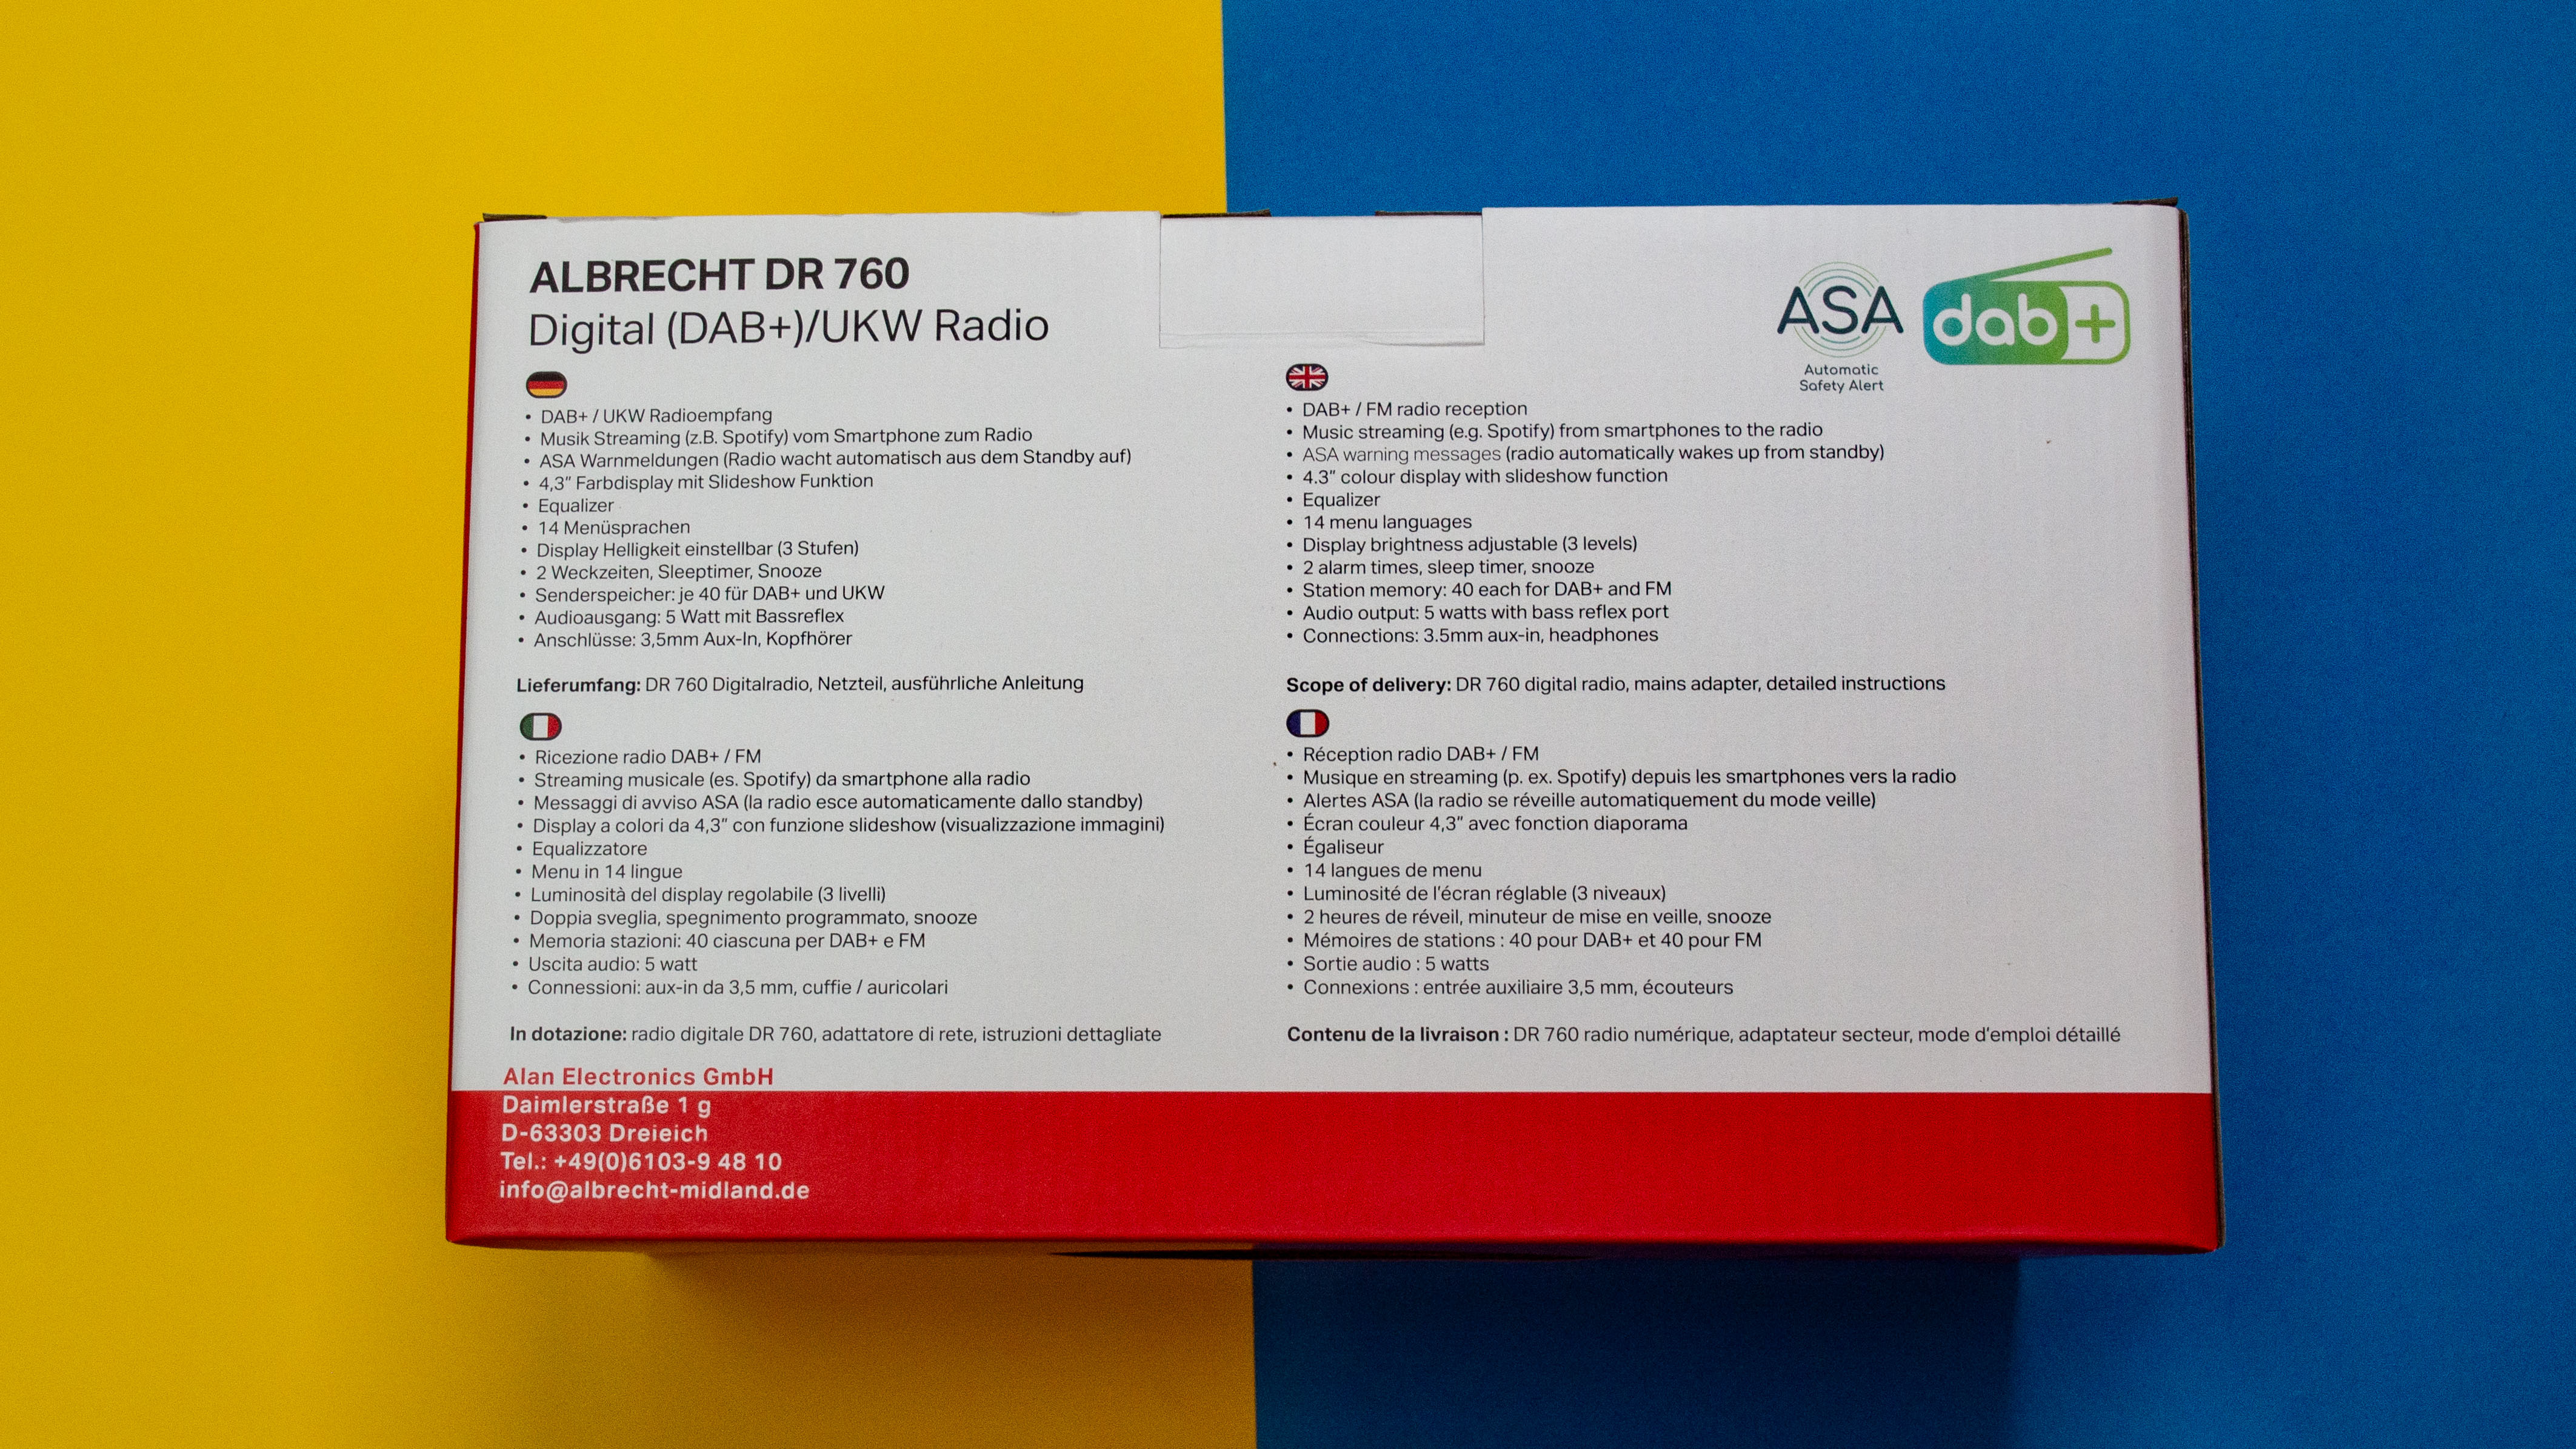 ALBRECHT DR 760
Digital (DAB+)/UKW Radio
ASA
Automatic
Safety Alert
dab+
• DAB+ / UKW Radioempfang
• Musik Streaming (z.B. Spotify) vom Smartphone zum Radio
• ASA Warnmeldungen (Radio wacht automatisch aus dem Standby auf)
• 4,3" Farbdisplay mit Slideshow Funktion
• Equalizer
• 14 Menüsprachen
• Display Helligkeit einstellbar (3 Stufen)
• 2 Weckzeiten, Sleeptimer, Snooze
• Senderspeicher: je 40 für DAB+ und UKW
• Audioausgang: 5 Watt mit Bassreflex
• Anschlüsse: 3,5mm Aux-In, Kopfhörer
Lieferumfang: DR 760 Digitalradio, Netzteil, ausführliche Anleitung
• DAB+ / FM radio reception
• Music streaming (e.g. Spotify) from smartphones to the radio
• ASA warning messages (radio automatically wakes up from standby)
• 4.3" colour display with slideshow function
• Equalizer
• 14 menu languages
• Display brightness adjustable (3 levels)
• 2 alarm times, sleep timer, snooze
• Station memory: 40 each for DAB+ and FM
• Audio output: 5 watts with bass reflex port
• Connections: 3.5mm aux-in, headphones
Scope of delivery: DR 760 digital radio, mains adapter, detailed instructions
• Ricezione radio DAB+ / FM
• Streaming musicale (es. Spotify) da smartphone alla radio
• Messaggi di avviso ASA (la radio esce automaticamente dallo standby)
• Display a colori da 4,3" con funzione slideshow (visualizzazione immagini)
• Equalizzatore
• Menu in 14 lingue
• Luminosità del display regolabile (3 livelli)
• Doppia sveglia, spegnimento programmato, snooze
• Memoria stazioni: 40 ciascuna per DAB+ e FM
• Uscita audio: 5 watt
• Connessioni: aux-in da 3,5 mm, cuffie / auricolari
In dotazione: radio digitale DR 760, adattatore di rete, istruzioni dettagliate
• Réception radio DAB+ / FM
• Musique en streaming (p. ex. Spotify) depuis les smartphones vers la radio
• Alertes ASA (la radio se réveille automatiquement du mode veille)
• Écran couleur 4,3" avec fonction diaporama
• Égaliseur
• 14 langues de menu
• Luminosité de l'écran réglable (3 niveaux)
• 2 heures de réveil, minuteur de mise en veille, snooze
• Mémoires de stations : 40 pour DAB+ et 40 pour FM
• Sortie audio : 5 watts
• Connexions : entrée auxiliaire 3,5 mm, écouteurs
Contenu de la livraison : DR 760 radio numérique, adaptateur secteur, mode d'emploi détaillé
Alan Electronics GmbH
Daimlerstraße 1 g
D-63303 Dreieich
Tel.: +49(0)6103-9 48 10
info@albrecht-midland.de